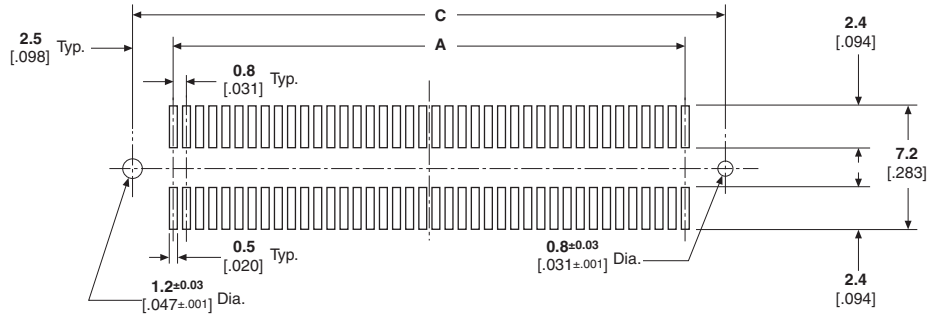 C
2.5
[.098] Typ.
A
2.4
[.094]
0.8
[.031] Typ.
7.2
[.283]
0.5
[.020] Typ.
0.8±0.03
[.031±.001] Dia.
1.2±0.03
[.047±.001] Dia.
2.4
[.094]